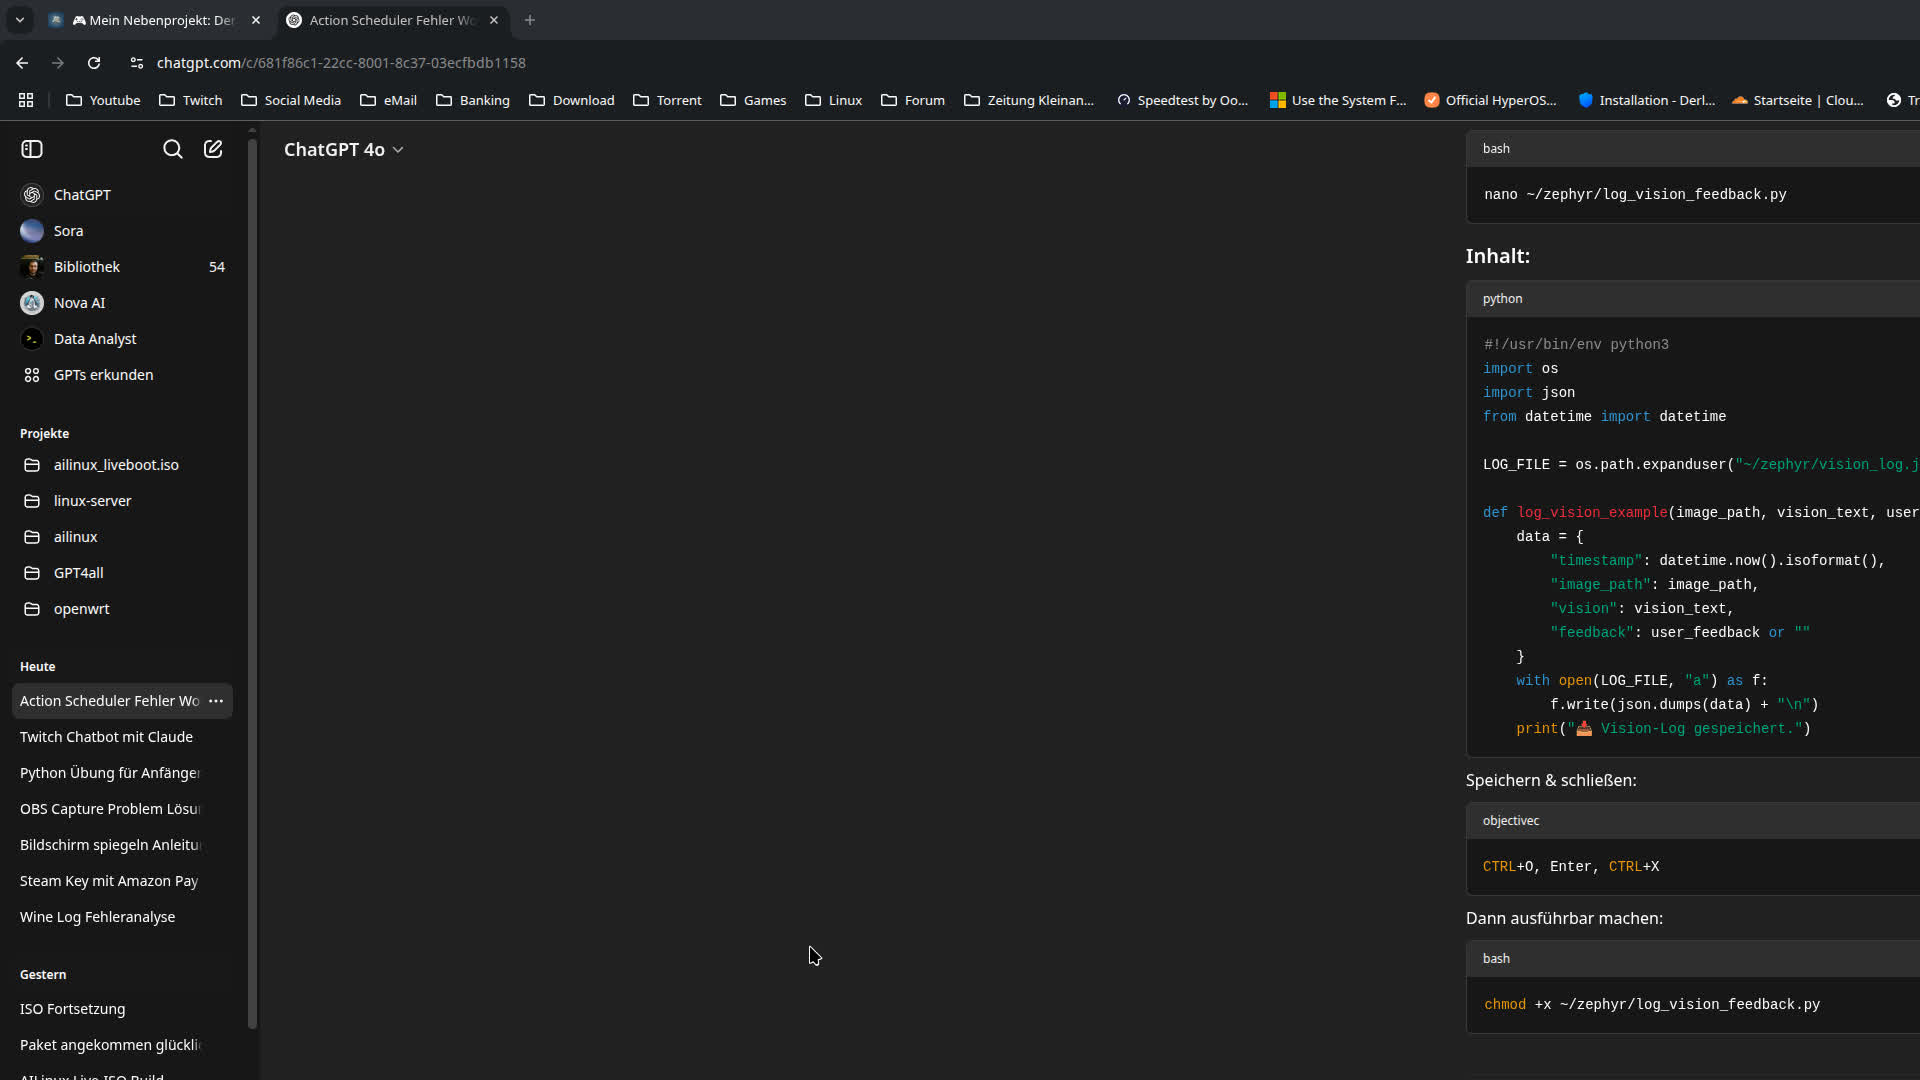 🎮 Mein Nebenprojekt: Der
Action Scheduler Fehler Wo
chatgpt.com/c/681f86c1-22cc-8001-8c37-03ecfbdb1158
Youtube Twitch Social Media eMail Banking Download Torrent Games Linux Forum Zeitung Kleinan... Speedtest by Oo... Use the System F... Official HyperOS... Installation - Derl... Startseite | Clou... Tr
ChatGPT 4o
ChatGPT
Sora
Bibliothek 54
Nova AI
Data Analyst
GPTs erkunden
Projekte
ailinux_liveboot.iso
linux-server
ailinux
GPT4all
openwrt
Heute
Action Scheduler Fehler Wo
Twitch Chatbot mit Claude
Python Übung für Anfänger
OBS Capture Problem Lösu
Bildschirm spiegeln Anleitu
Steam Key mit Amazon Pay
Wine Log Fehleranalyse
Gestern
ISO Fortsetzung
Paket angekommen glückli
AILinux Live ISO Build
bash
nano ~/zephyr/log_vision_feedback.py
Inhalt:
python
#!/usr/bin/env python3
import os
import json
from datetime import datetime
LOG_FILE = os.path.expanduser("~/zephyr/vision_log.j
def log_vision_example(image_path, vision_text, user
data = {
"timestamp": datetime.now().isoformat(),
"image_path": image_path,
"vision": vision_text,
"feedback": user_feedback or ""
}
with open(LOG_FILE, "a") as f:
f.write(json.dumps(data) + "\n")
print("📥 Vision-Log gespeichert.")
Speichern & schließen:
objectivec
CTRL+O, Enter, CTRL+X
Dann ausführbar machen:
bash
chmod +x ~/zephyr/log_vision_feedback.py